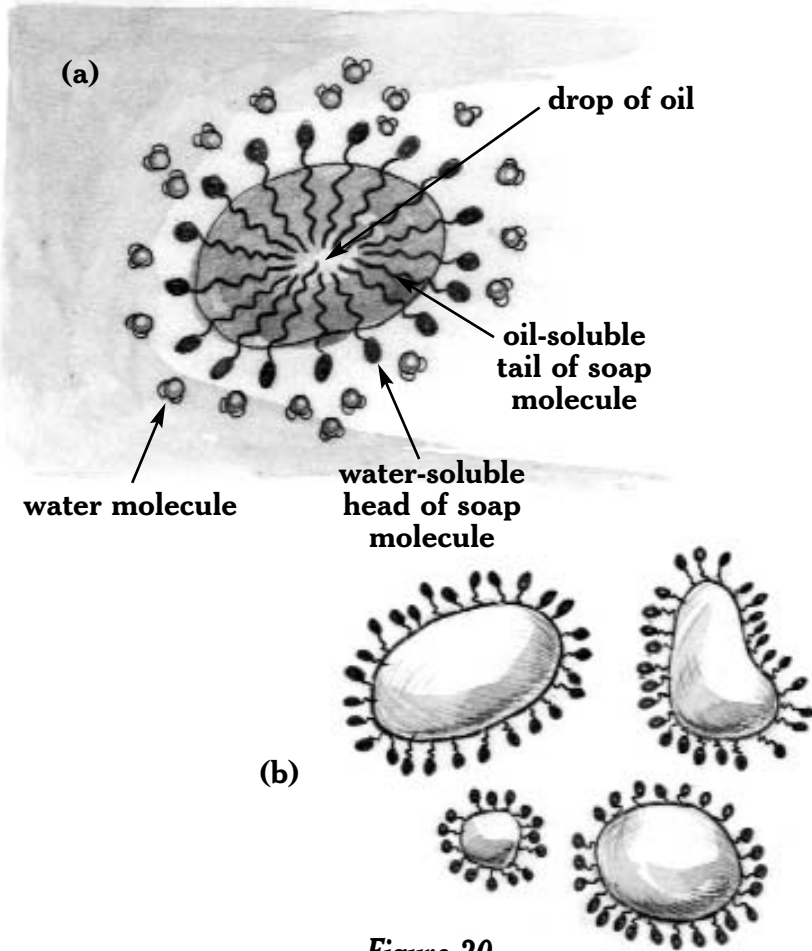 (a)
drop of oil
oil-soluble
tail of soap
molecule
water molecule
water-soluble
head of soap
molecule
(b)
Figure 20